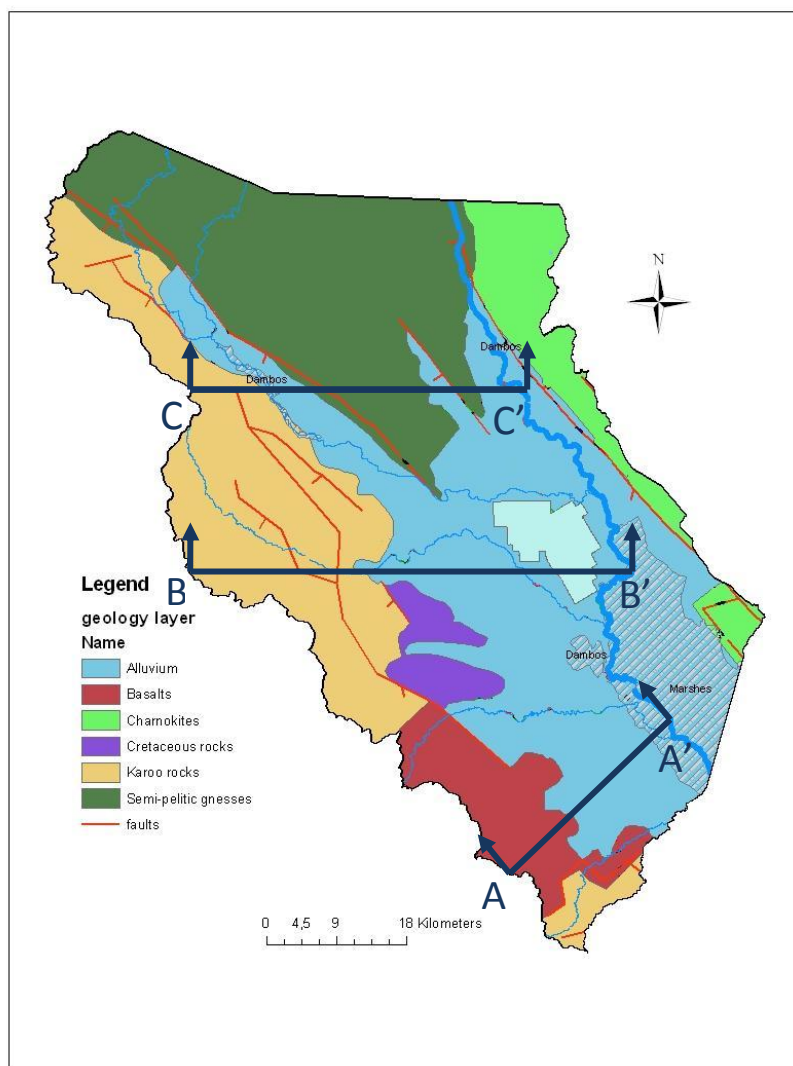 N
Dambos
Dambos
C
C'
Legend
B
B'
geology layer
Name
Alluvium
Dambos
Basalts
Marshes
Charnokites
Cretaceous rocks
A'
Karoo rocks
Semi-pelitic gnesses
faults
A
0 4,5 9 18 Kilometers